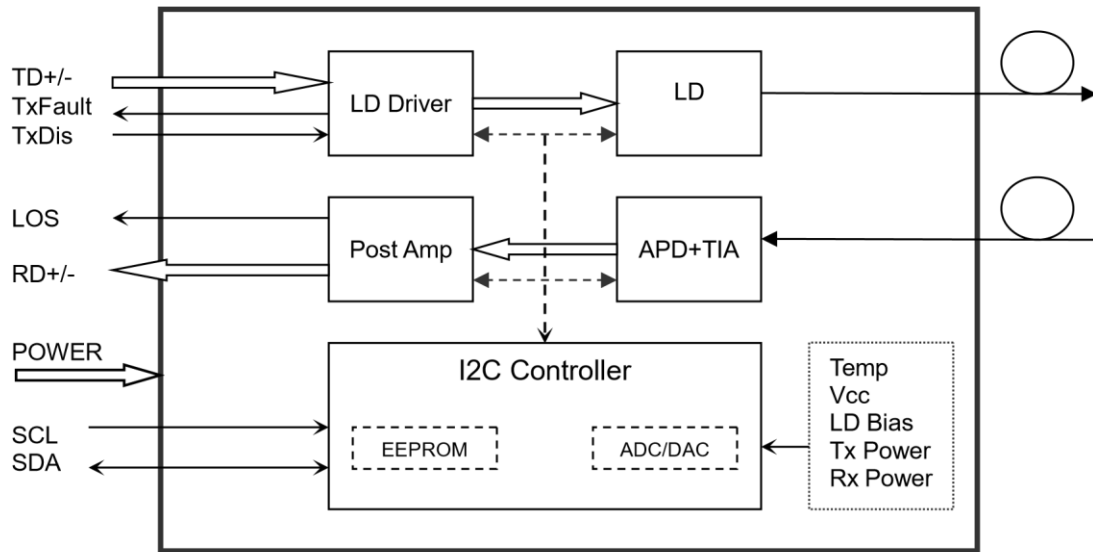 TD+/-
TxFault
TxDis
LD Driver
LD
LOS
RD+/-
Post Amp
APD+TIA
POWER
SCL
SDA
I2C Controller
EEPROM
ADC/DAC
Temp
Vcc
LD Bias
Tx Power
Rx Power